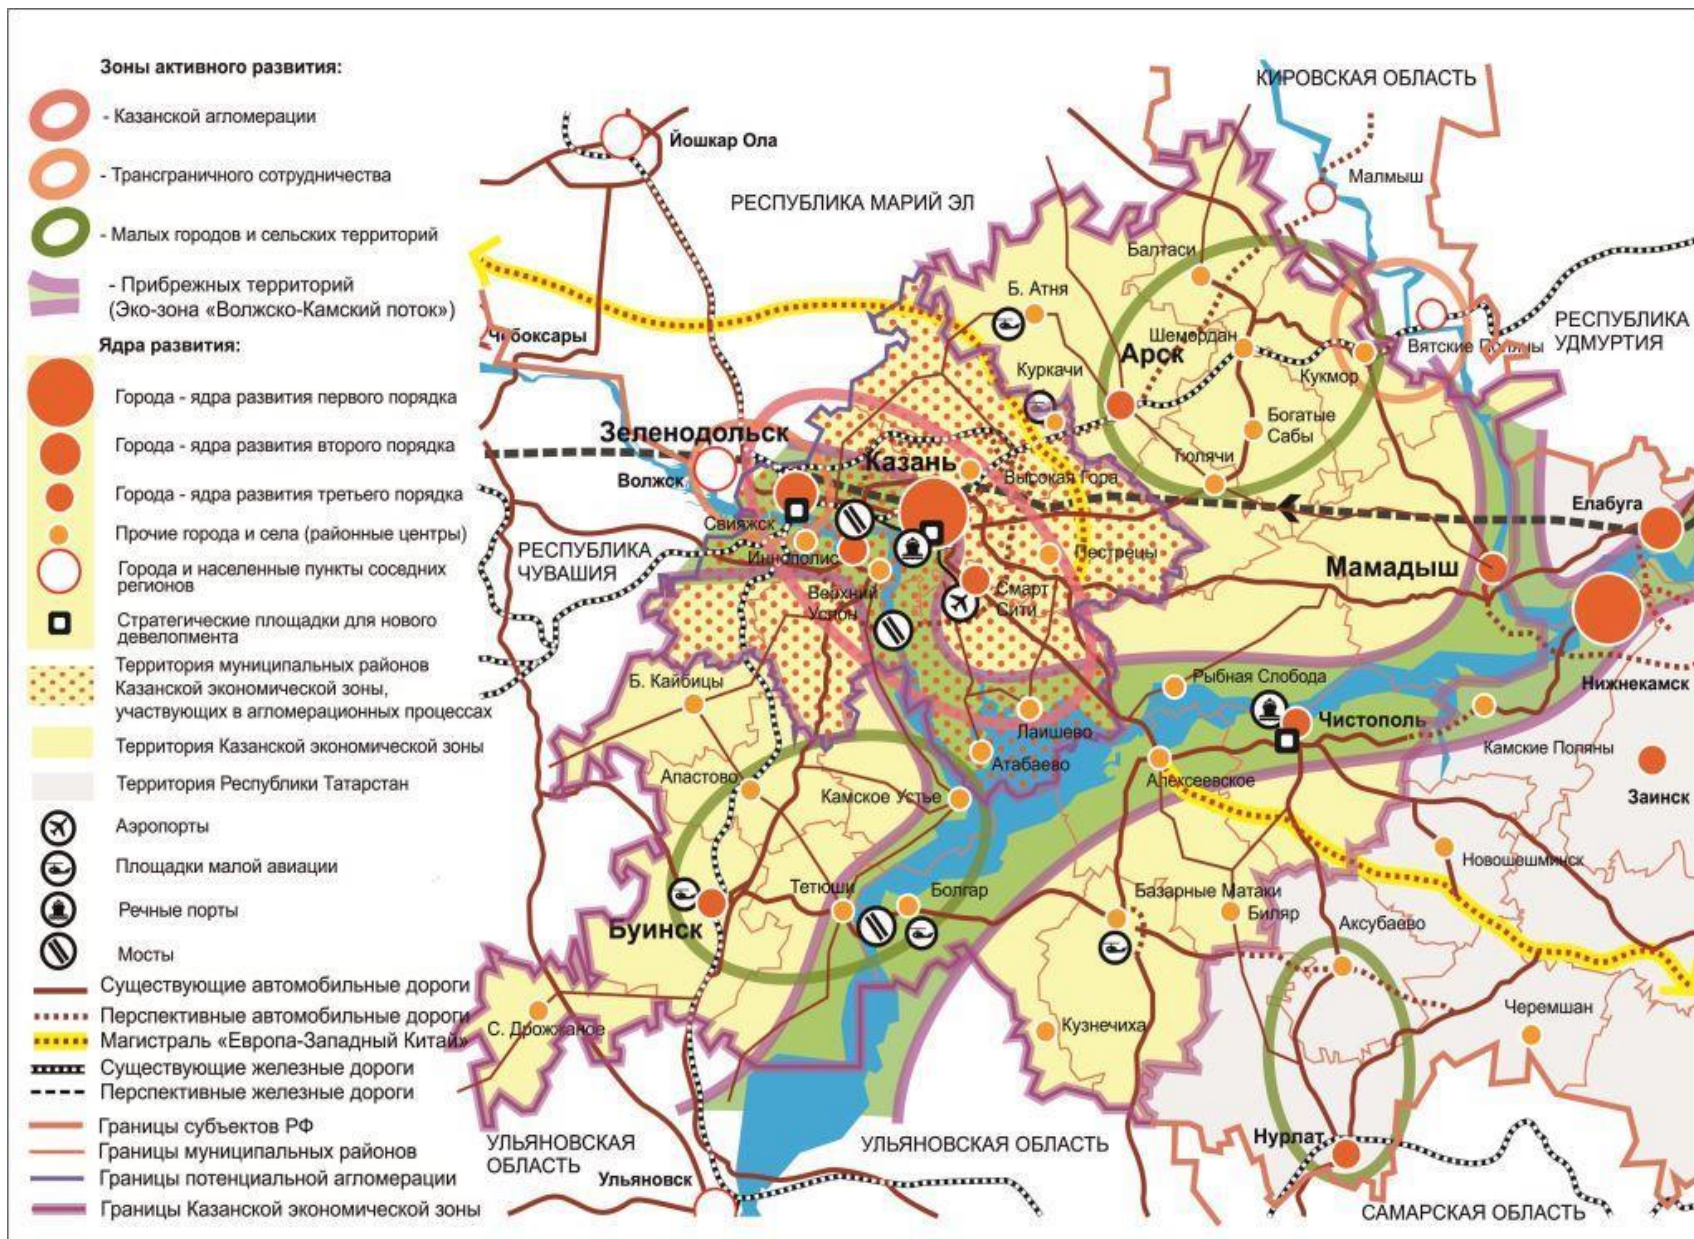 Зоны активного развития:
- Казанской агломерации
- Трансграничного сотрудничества
- Малых городов и сельских территорий
- Прибрежных территорий
(Эко-зона «Волжско-Камский поток»)
Ядра развития:
Города - ядра развития первого порядка
Города - ядра развития второго порядка
Города - ядра развития третьего порядка
Прочие города и села (районные центры)
Города и населенные пункты соседних
регионов
Стратегические площадки для нового
девелопмента
Территория муниципальных районов
Казанской экономической зоны,
участвующих в агломерационных процессах
Территория Казанской экономической зоны
Территория Республики Татарстан
Аэропорты
Площадки малой авиации
Речные порты
Мосты
Существующие автомобильные дороги
Перспективные автомобильные дороги
Магистраль «Европа-Западный Китай»
Существующие железные дороги
Перспективные железные дороги
Границы субъектов РФ
Границы муниципальных районов
Границы потенциальной агломерации
Границы Казанской экономической зоны
КИРОВСКАЯ ОБЛАСТЬ
Йошкар Ола
Малмыш
РЕСПУБЛИКА МАРИЙ ЭЛ
Балтаси
Б. Атня
РЕСПУБЛИКА
УДМУРТИЯ
Чебоксары
Шемордан
Арск
Вятские Поляны
Куркачи
Кукмор
Богатые
Сабы
Зеленодольск
Казань
Тюлячи
Волжск
Высокая Гора
Елабуга
Свияжск
РЕСПУБЛИКА
ЧУВАШИЯ
Иннополис
Пестрецы
Мамадыш
Верхний
Услон
Смарт
Сити
Б. Кайбицы
Рыбная Слобода
Нижнекамск
Чистополь
Лаишево
Камские Поляны
Атабаево
Апастово
Алексеевское
Камское Устье
Заинск
Новошешминск
Тетюши
Болгар
Базарные Матаки
Биляр
Аксубаево
Буинск
Черемшан
С. Дрожжаное
Кузнечиха
УЛЬЯНОВСКАЯ
ОБЛАСТЬ
УЛЬЯНОВСКАЯ ОБЛАСТЬ
Нурлат
Ульяновск
САМАРСКАЯ ОБЛАСТЬ